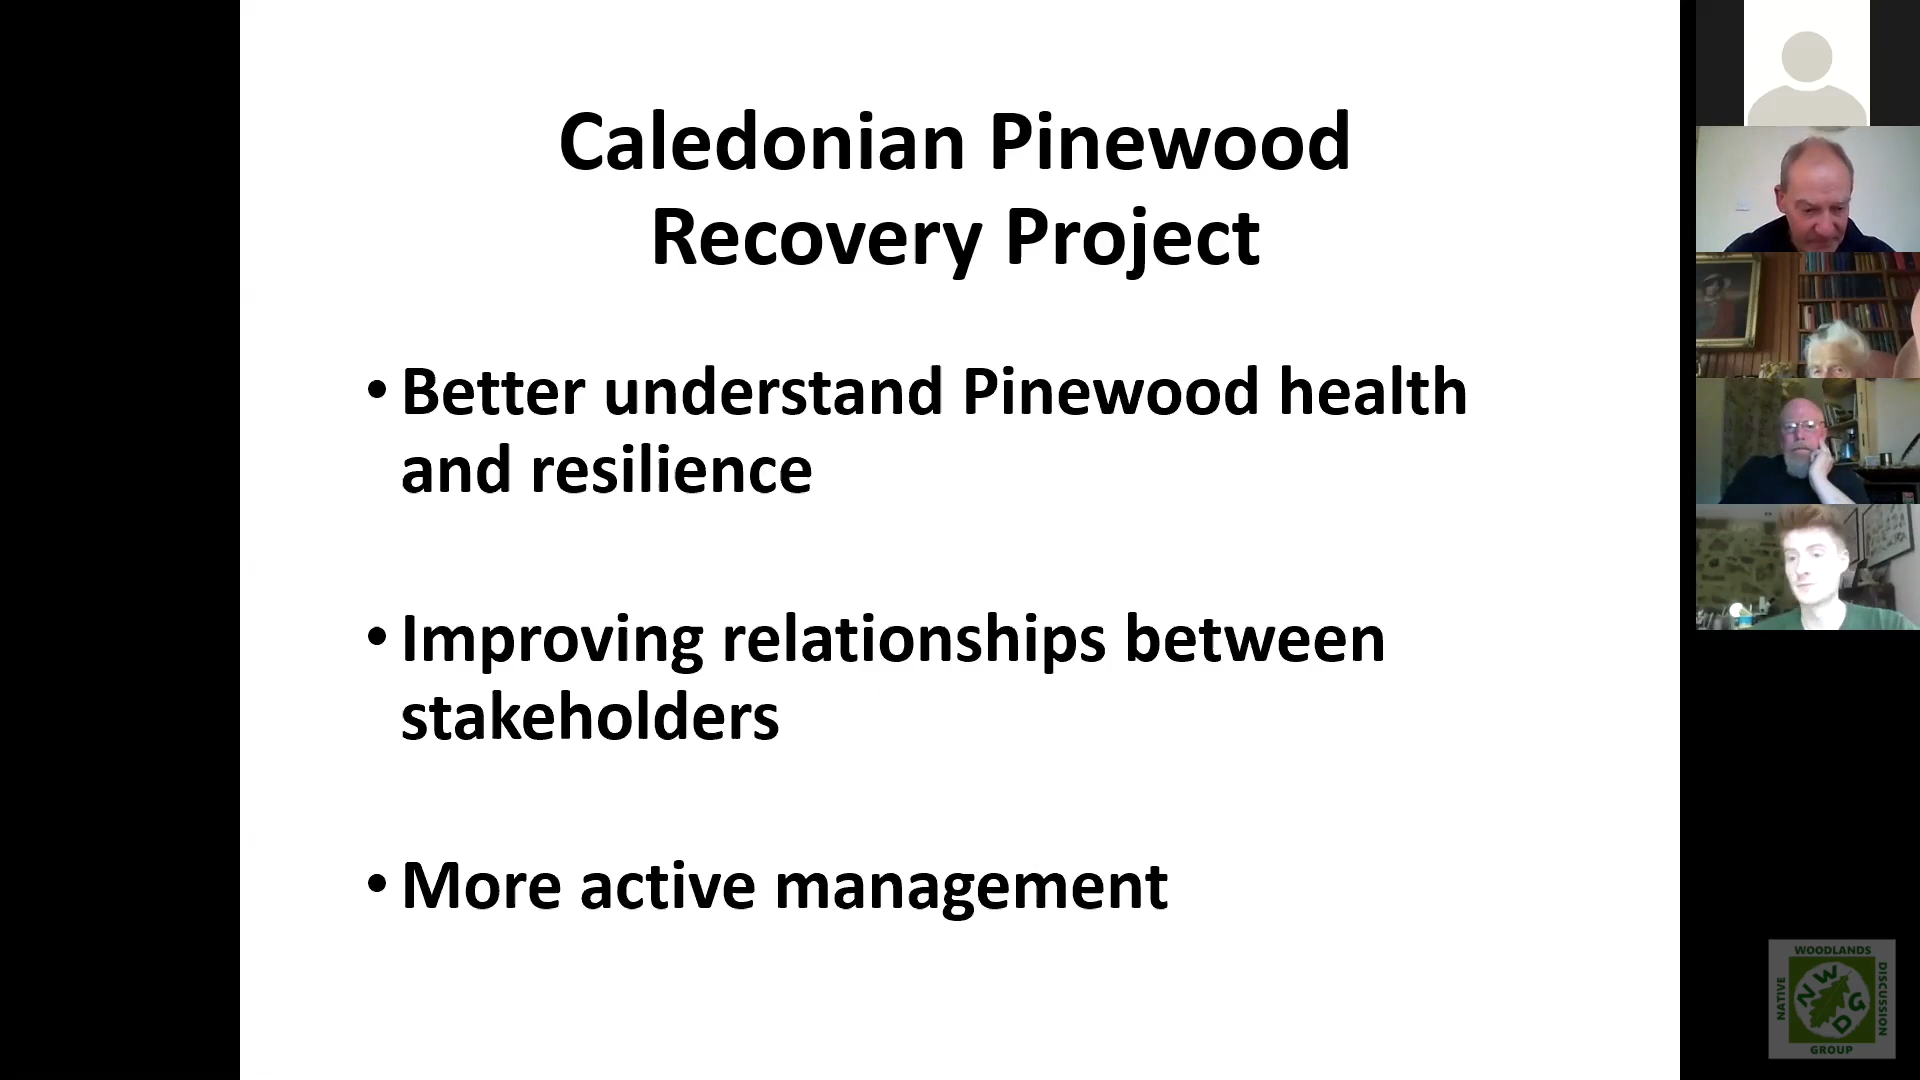 Caledonian Pinewood
Recovery Project
• Better understand Pinewood health
and resilience
• Improving relationships between
stakeholders
• More active management
WOODLANDS
NATIVE
DISCUSSION
GROUP
NWDG